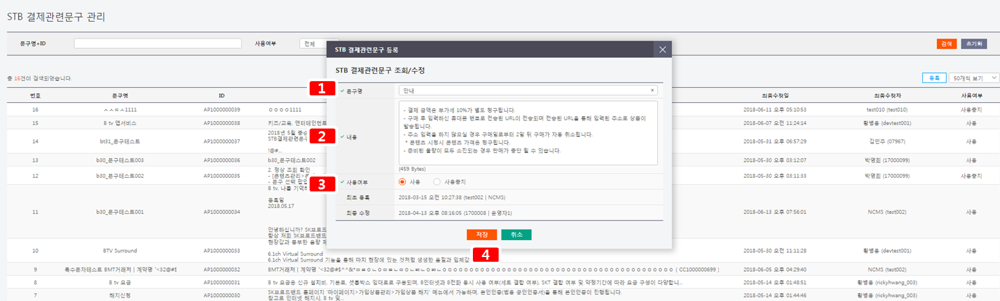 STB 결제관련문구 관리
문구명+ID
사용여부
전체
검색
초기화
총 16건이 검색되었습니다.
등록
50개씩 보기
번호 문구명 ID 최종수정일 최종수정자 사용여부
16 ㅅㅅㄷㅅ1111 AP1000000039 ㅇㅇㅇㅇ1111 2018-06-11 오후 05:10:53 test010 (test010) 사용중지
15 B tv 앱서비스 AP1000000038 키즈/교육, 엔터테인먼트 2018-06-07 오전 11:24:14 황병용 (devtest001) 사용
14 bt31_문구테스트 AP1000000037 2018-05-31 오후 06:57:29 김민주 (07967) 사용
2018년 5월 중순
STB결제관련문구
!@#...
13 b30_문구테스트003 AP1000000036 b30_문구테스트002 2018-05-30 오후 03:12:07 박명희 (17000099) 사용
12 b30_문구테스트002 AP1000000035 2018-05-30 오후 03:11:33 박명희 (17000099) 사용중지
2. 정상 조회 확인
- [콘텐츠관리>
- 문구 선택 팝업
11 b30_문구테스트001 AP1000000034 2018-06-13 오후 07:56:01 NCMS (test002) 사용
B tv, 나를 기억하
등록일
2018.05.17
안녕하십니까? SK브로드
항상 저희 SK브로드밴드
10 BTV Surround AP1000000033 2018-05-30 오전 11:11:28 황병용 (devtest001) 사용
현장감과 풍부한 음량 제
6.1ch Virtual Surround
6.1ch Virtual Surround 기능을 통해 마치 현장에 있는 것처럼 생생한 음질과 입체감
9 특수문자테스트 BMT거래처 | 계약명 '<32@#$ AP1000000032 2018-06-05 오후 04:29:40 NCMS (test002) 사용
8 B tv 요금 AP1000000031 B tv 요금은 신규 설치비, 기본료, 셋톱박스 임대료로 구분되며, B인터넷과 B전화 동시 사용 여부(세트 결합 여부), SKT 결합 여부 및 약정기간에 따라 요금 구성이 다양합니... 2018-05-14 오후 01:48:51 황병용 (rickyhwang_003) 사용
7 해지신청 AP1000000030 2018-05-14 오후 01:44:46 황병용 (rickyhwang_003) 사용
SK브로드밴드 홈페이지 '마이페이지>가입상품관리>가입상품 해지' 메뉴에서 가능하며, 본인인증(범용 공인인증서)을 통해 본인인증이 진행됩니다.
참고로 인터넷 해지시, B tv 및...
STB 결제관련문구 등록
STB 결제관련문구 조회/수정
1 문구명 안내 ×
2 내용
- 결제 금액은 부가세 10%가 별도 청구됩니다.
- 구매 후 입력하신 휴대폰 번호로 전송된 URL이 전송되며 전송된 URL을 통해 입력된 주소로 상품이
발송됩니다.
- 주소 입력을 하지 않으실 경우 구매일로부터 2일 뒤 구매가 자동 취소됩니다.
* 콘텐츠 시청시 콘텐츠 가격은 청구됩니다.
- 준비된 물량이 모두 소진되는 경우 판매가 중단 될 수 있습니다.
(459 Bytes)
3 사용여부 사용 사용중지
최초 등록 2018-03-15 오전 10:27:38 (test002 | NCMS)
최종 수정 2018-04-13 오후 08:16:05 (1700008 | 운영자1)
저장 취소
4